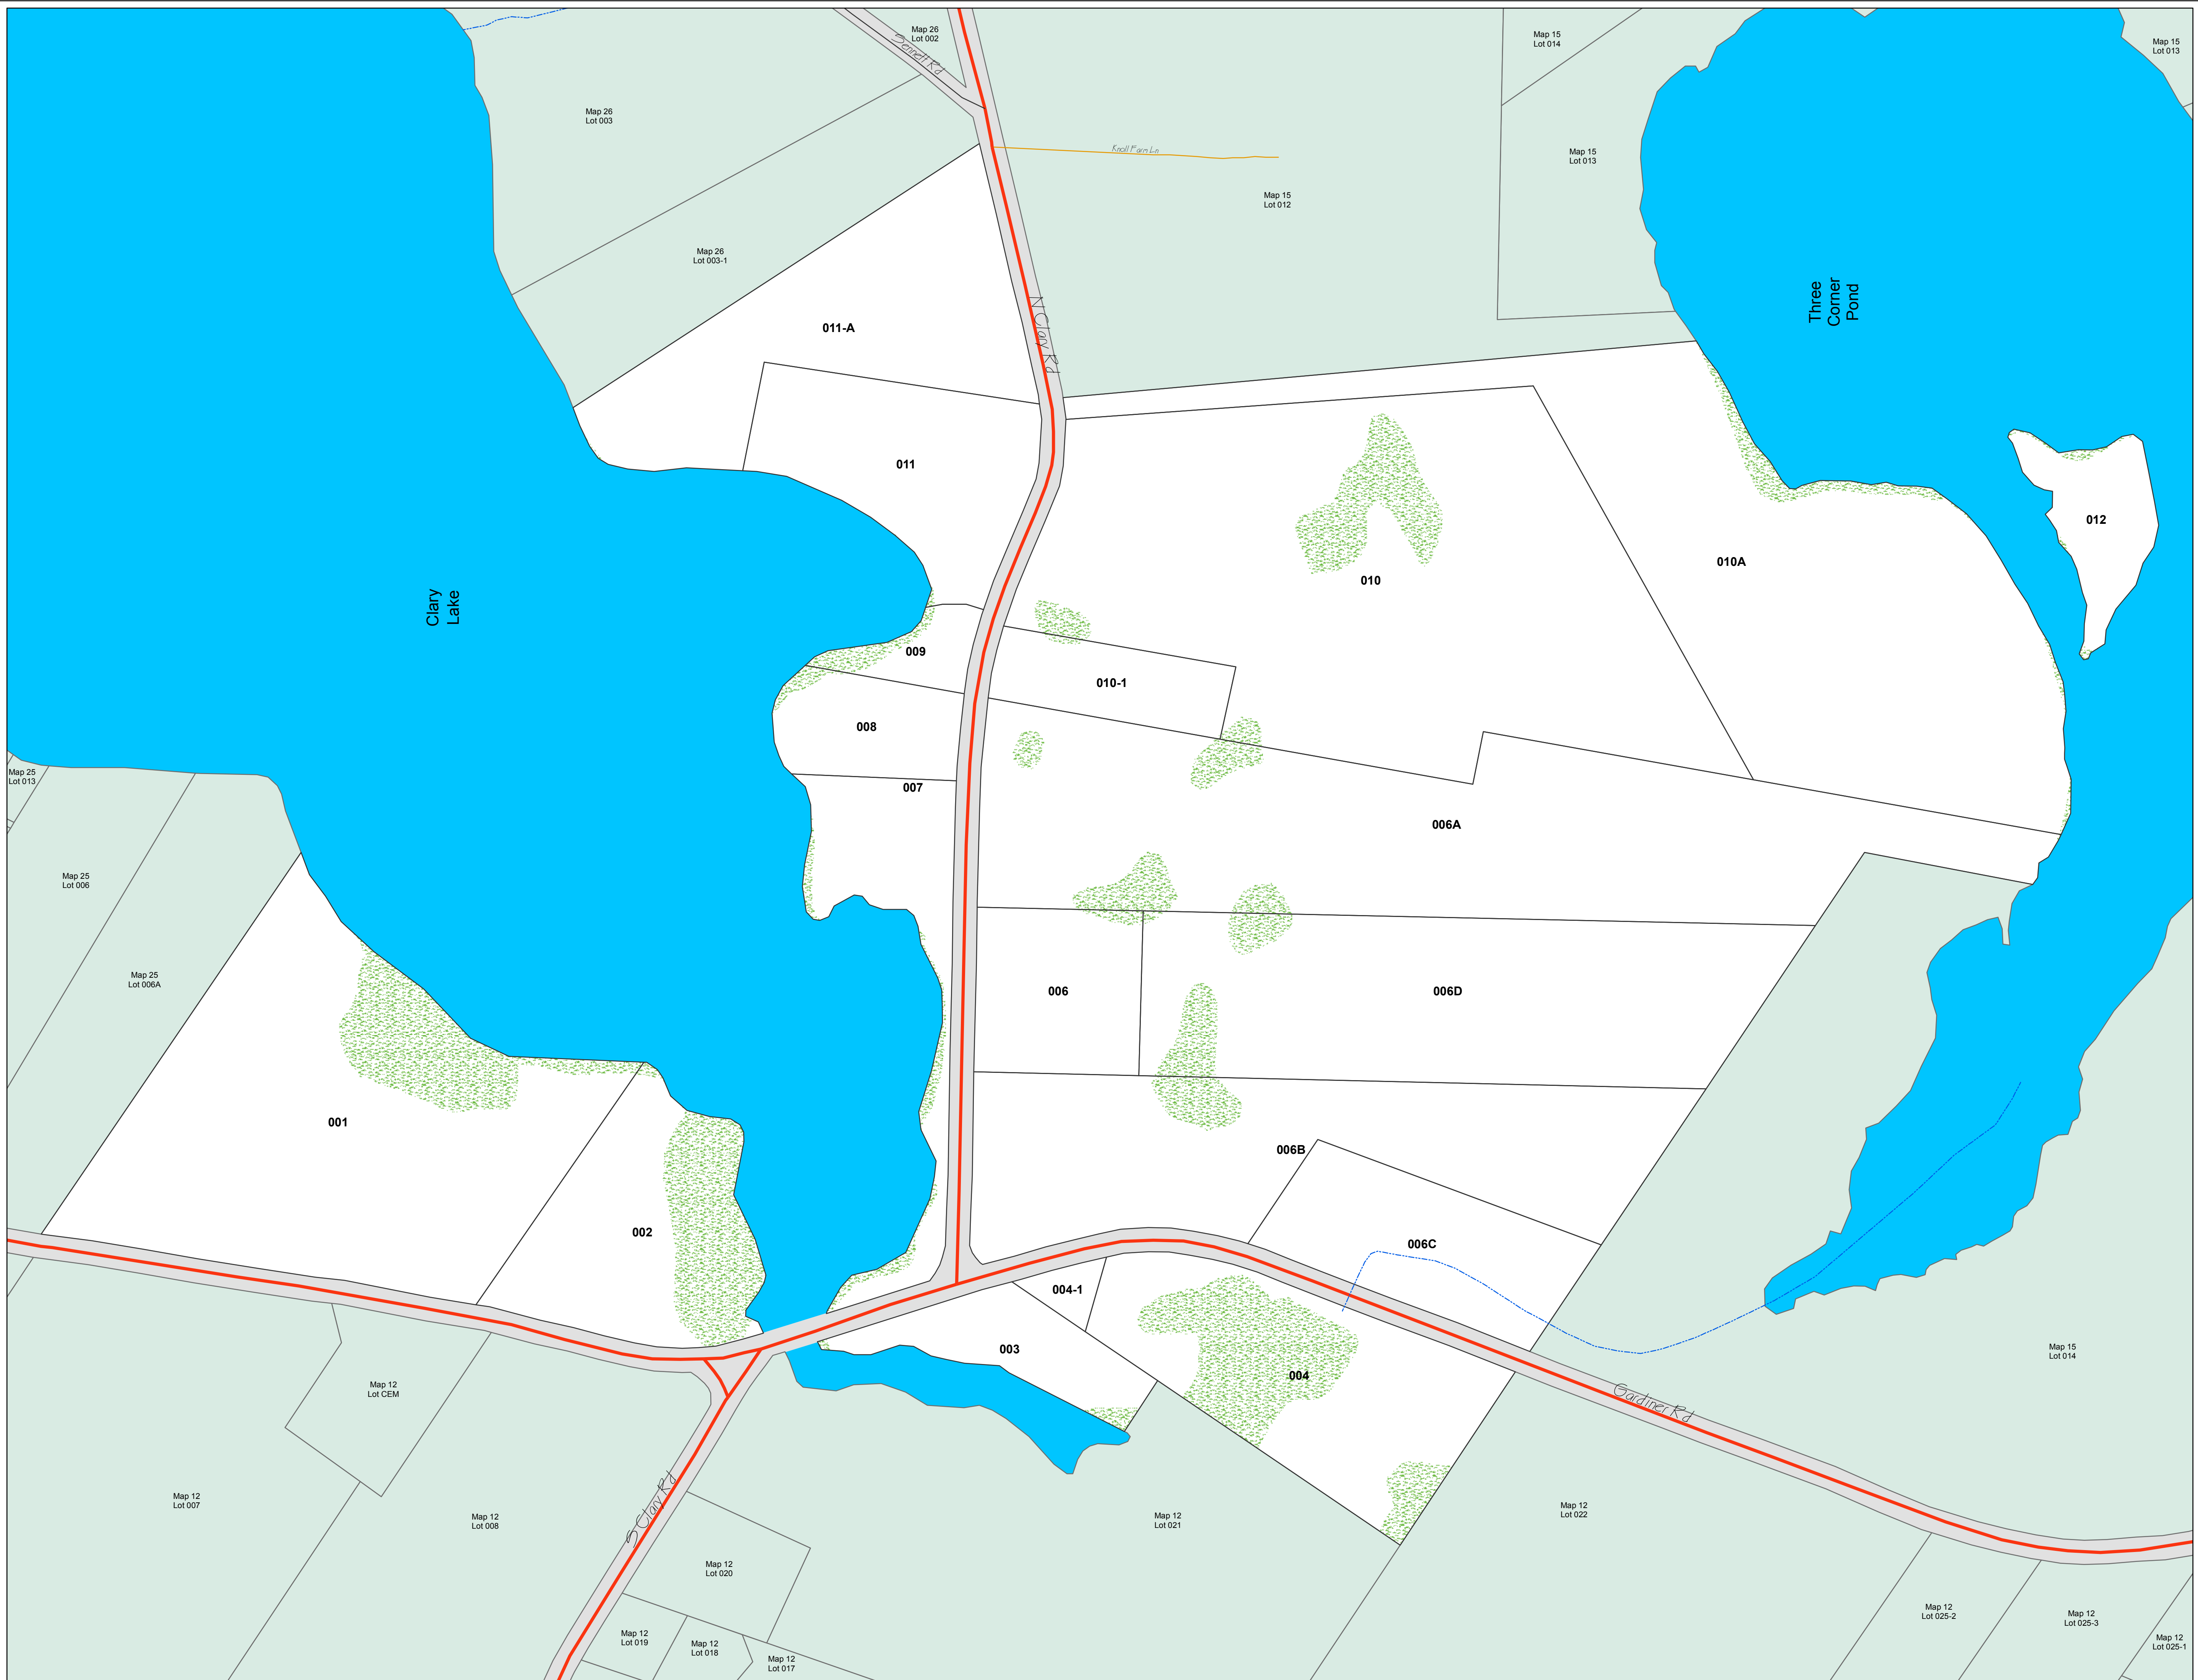 Map 26
Lot 002
Sennott Rd
Map 15
Lot 014
Map 15
Lot 013
Map 26
Lot 003
Knoll Farm Ln
Map 15
Lot 013
Map 15
Lot 012
Map 26
Lot 003-1
N Clary Rd
011-A
Three
Corner
Pond
011
012
010A
010
Clary
Lake
009
010-1
008
Map 25
Lot 013
007
006A
Map 25
Lot 006
Map 25
Lot 006A
006
006D
001
006B
002
006C
004-1
003
Map 15
Lot 014
004
Map 12
Lot CEM
Gardiner Rd
Map 12
Lot 007
Map 12
Lot 008
S Clary Rd
Map 12
Lot 021
Map 12
Lot 022
Map 12
Lot 020
Map 12
Lot 025-2
Map 12
Lot 025-3
Map 12
Lot 019
Map 12
Lot 018
Map 12
Lot 017
Map 12
Lot 025-1